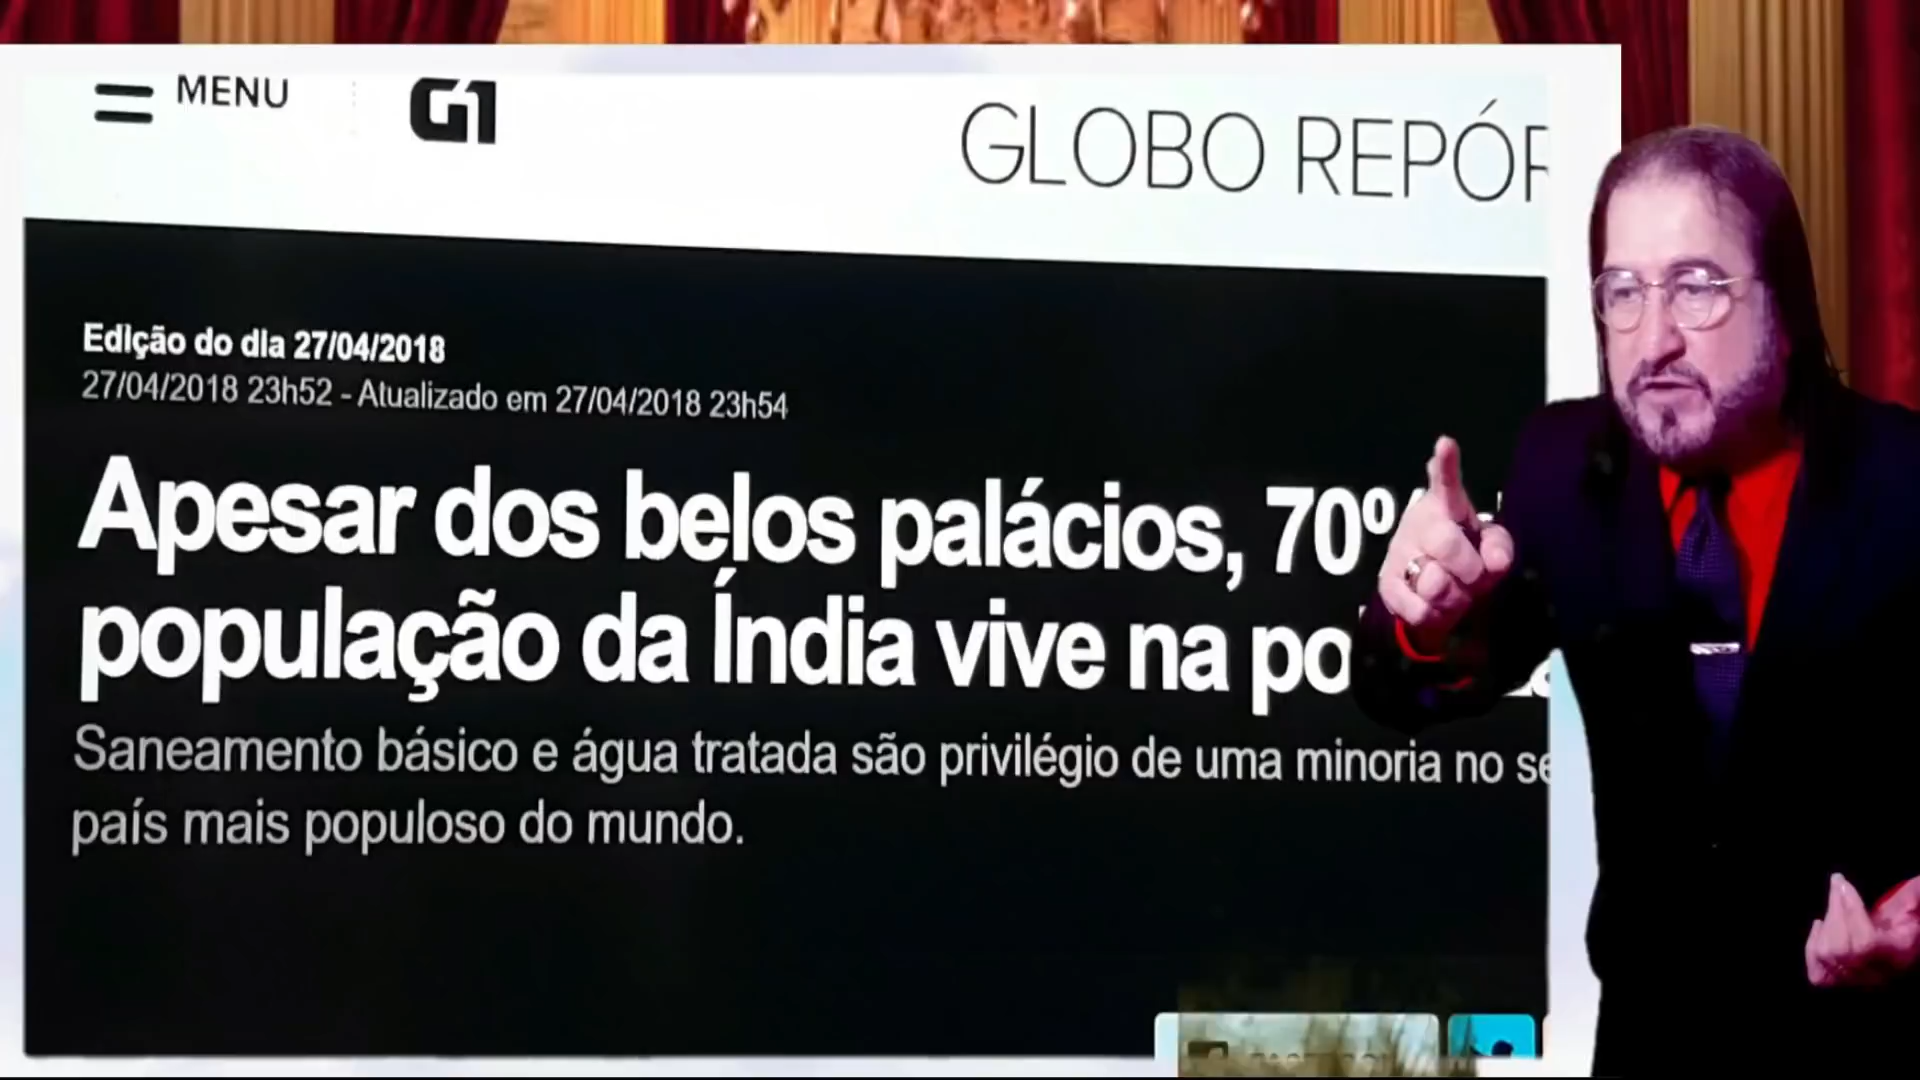 MENU G1
GLOBO REPÓR
Edição do dia 27/04/2018
27/04/2018 23h52 - Atualizado em 27/04/2018 23h54
Apesar dos belos palácios, 70%
população da Índia vive na po
Saneamento básico e água tratada são privilégio de uma minoria no se
país mais populoso do mundo.